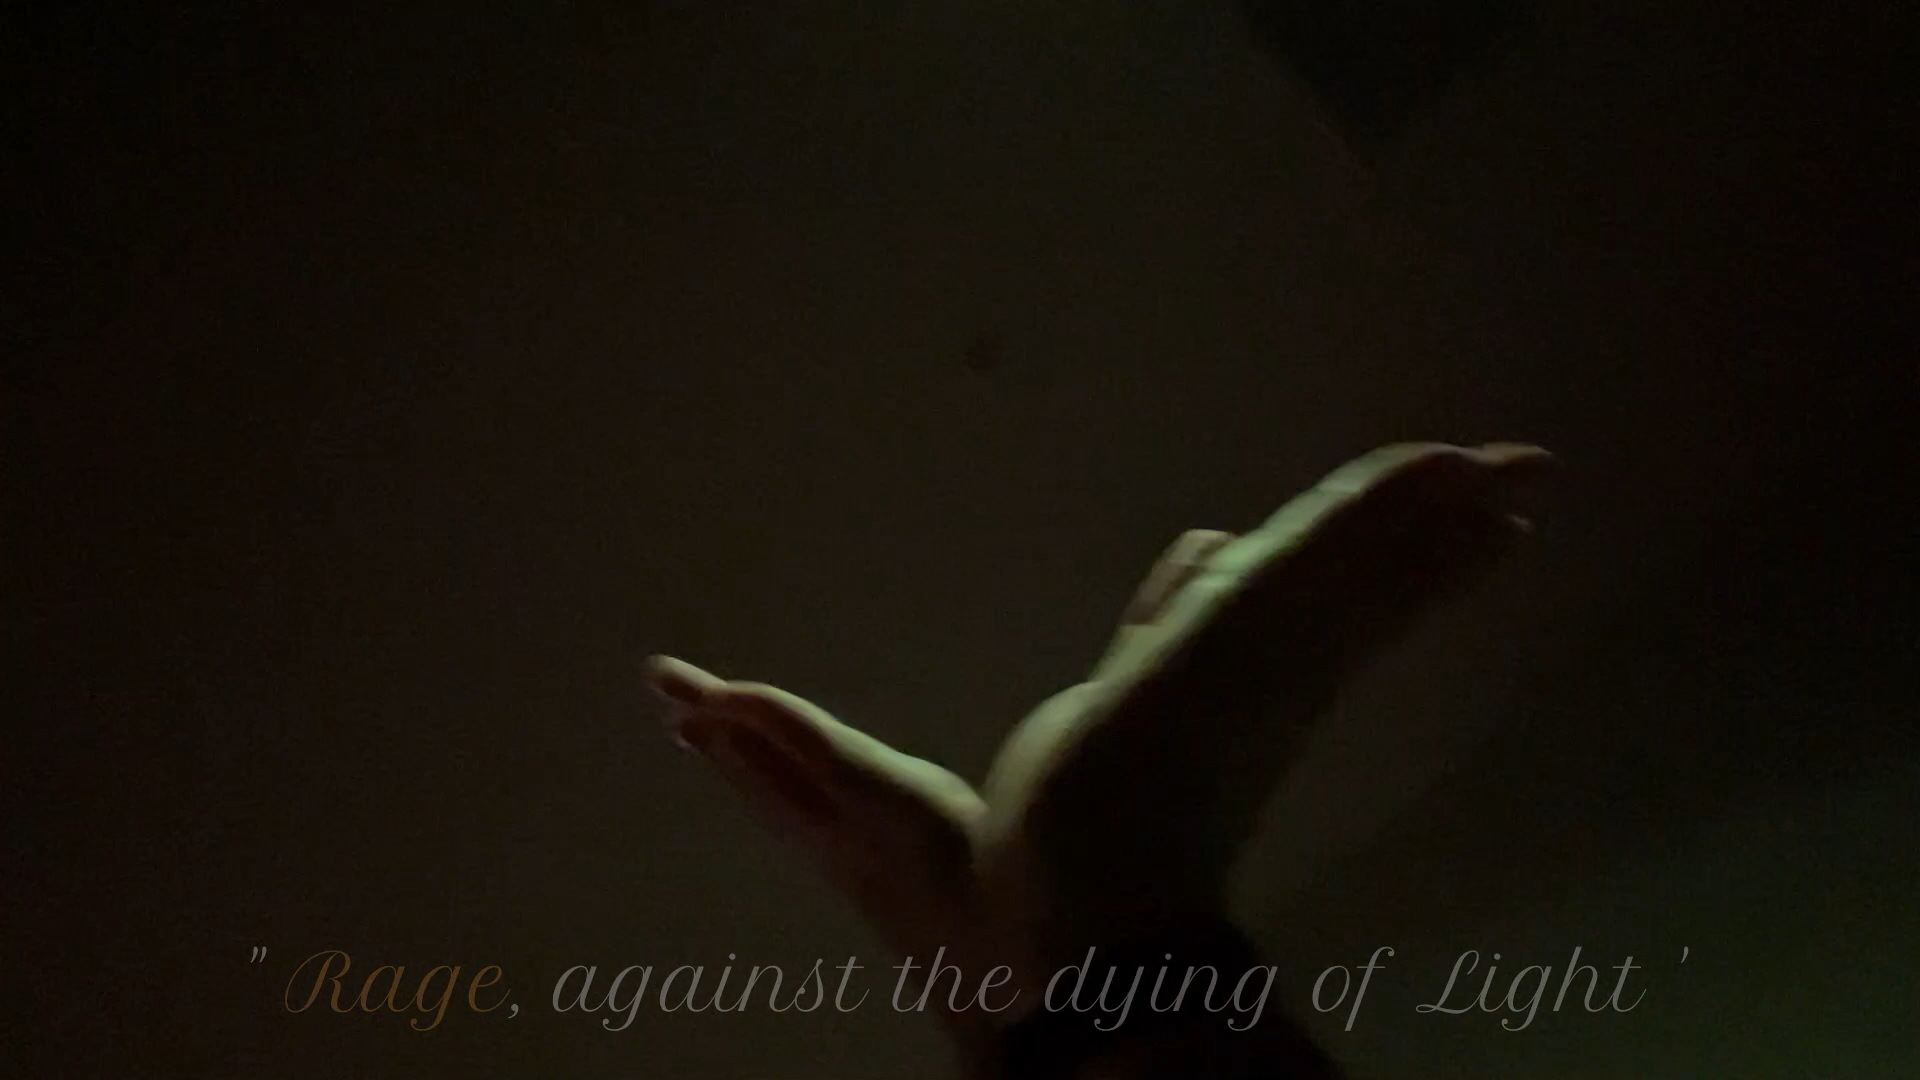 " Rage, against the dying of Light '